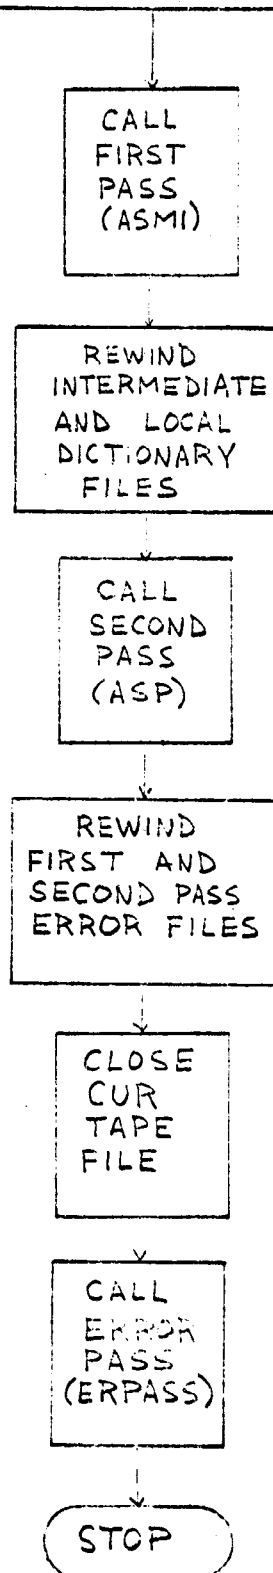 CALL
FIRST
PASS
(ASMI)
REWIND
INTERMEDIATE
AND LOCAL
DICTIONARY
FILES
CALL
SECOND
PASS
(ASP)
REWIND
FIRST AND
SECOND PASS
ERROR FILES
CLOSE
CUR
TAPE
FILE
CALL
ERROR
PASS
(ERPASS)
STOP